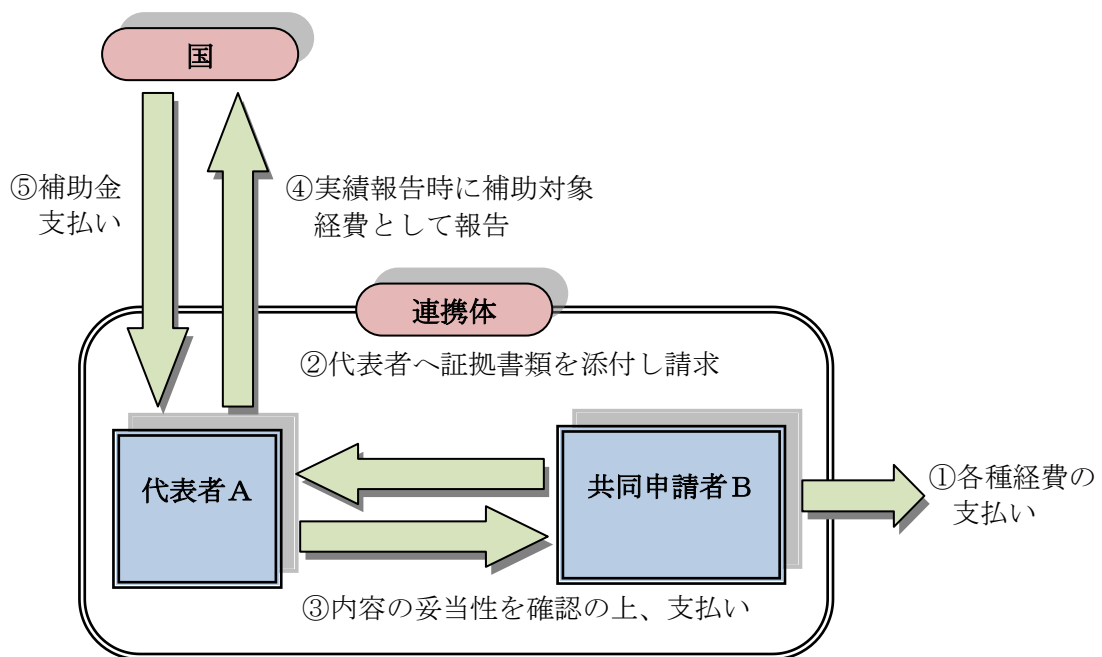 国
⑤補助金
支払い
④実績報告時に補助対象
経費として報告
連携体
②代表者へ証拠書類を添付し請求
代表者A
共同申請者B
①各種経費の
支払い
③内容の妥当性を確認の上、支払い